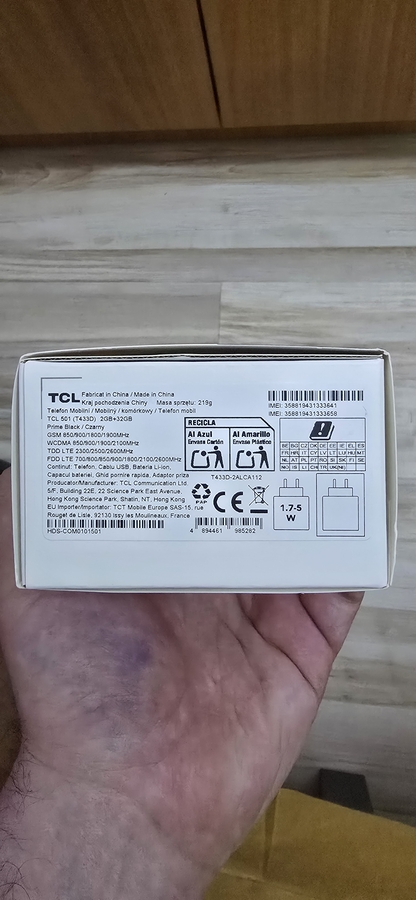 TCL Fabricat in China / Made in China
Kraj pochodzenia Chiny Masa sprzętu: 219g
Telefon Mobilni / Mobilný / komórkowy / Telefon mobil
TCL 501 (T433D) 2GB+32GB
Prime Black / Czarny
GSM 850/900/1800/1900MHz
WCDMA 850/900/1900/2100MHz
TDD LTE 2300/2500/2600MHz
FDD LTE 700/800/850/900/1800/2100/2600MHz
Continut: Telefon, Cablu USB, Bateria Li-ion,
Capacul bateriei, Ghid pornire rapida, Adaptor priza
Producator/Manufacturer: TCL Communication Ltd.
5/F, Building 22E, 22 Science Park East Avenue,
Hong Kong Science Park, Shatin, NT, Hong Kong
EU Importer/Importator: TCT Mobile Europe SAS-15, rue
Rouget de Lisle, 92130 Issy les Moulineaux, France
HDS-COM0101501
IMEI: 358819431333641
IMEI: 358819431333658
RECICLA
Al Azul
Envase Cartón
Al Amarillo
Envase Plástico
T433D-2ALCA112
PAP
CE
4 894461 985282
BE BG CZ DK DE EE IE EL ES
FR HR IT CY LV LT LU HU MT
NL AT PL PT RO SI SK FI SE
NO IS LI CH TR UK(NI)
1.7-5
W